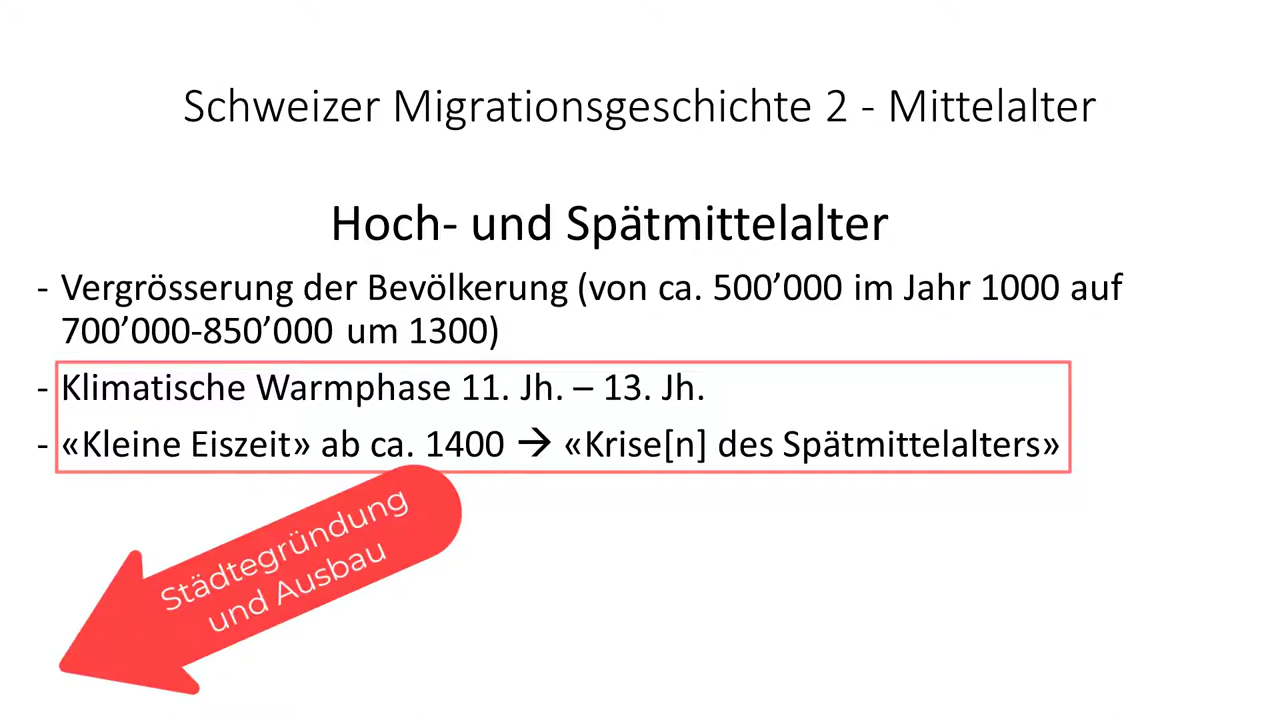 Schweizer Migrationsgeschichte 2 - Mittelalter
Hoch- und Spätmittelalter
- Vergrösserung der Bevölkerung (von ca. 500’000 im Jahr 1000 auf
700’000-850’000 um 1300)
- Klimatische Warmphase 11. Jh. – 13. Jh.
- «Kleine Eiszeit» ab ca. 1400 → «Krise[n] des Spätmittelalters»
Städtegründung
und Ausbau